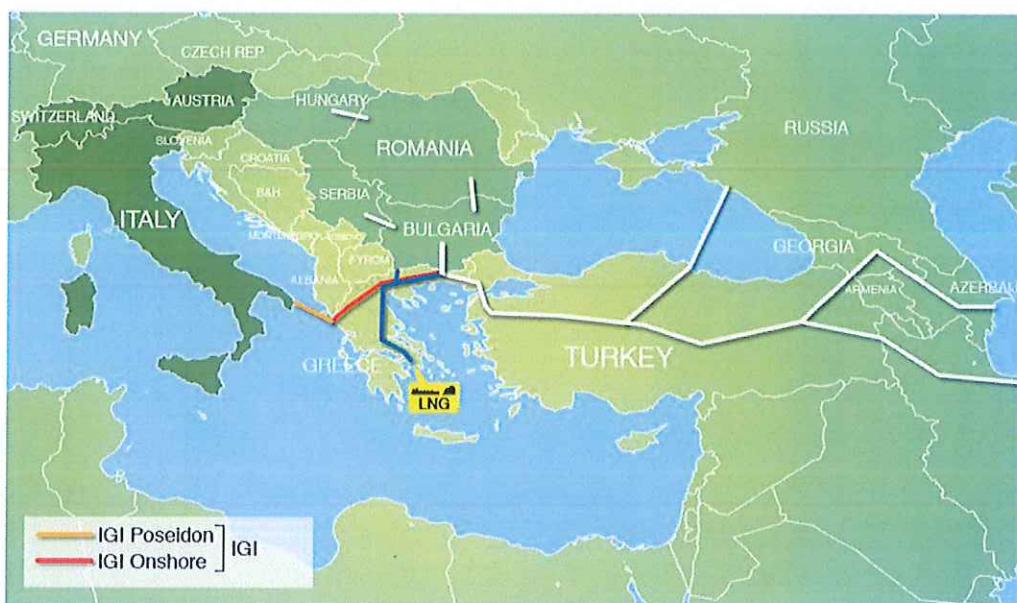 GERMANY
CZECH REP.
SWITZERLAND
AUSTRIA
HUNGARY
SLOVENIA
CROATIA
ROMANIA
RUSSIA
B&H
SERBIA
ITALY
BULGARIA
GEORGIA
FYROM
ALBANIA
ARMENIA
AZERBAI
GREECE
TURKEY
LNG
IGI Poseidon
IGI Onshore
IGI